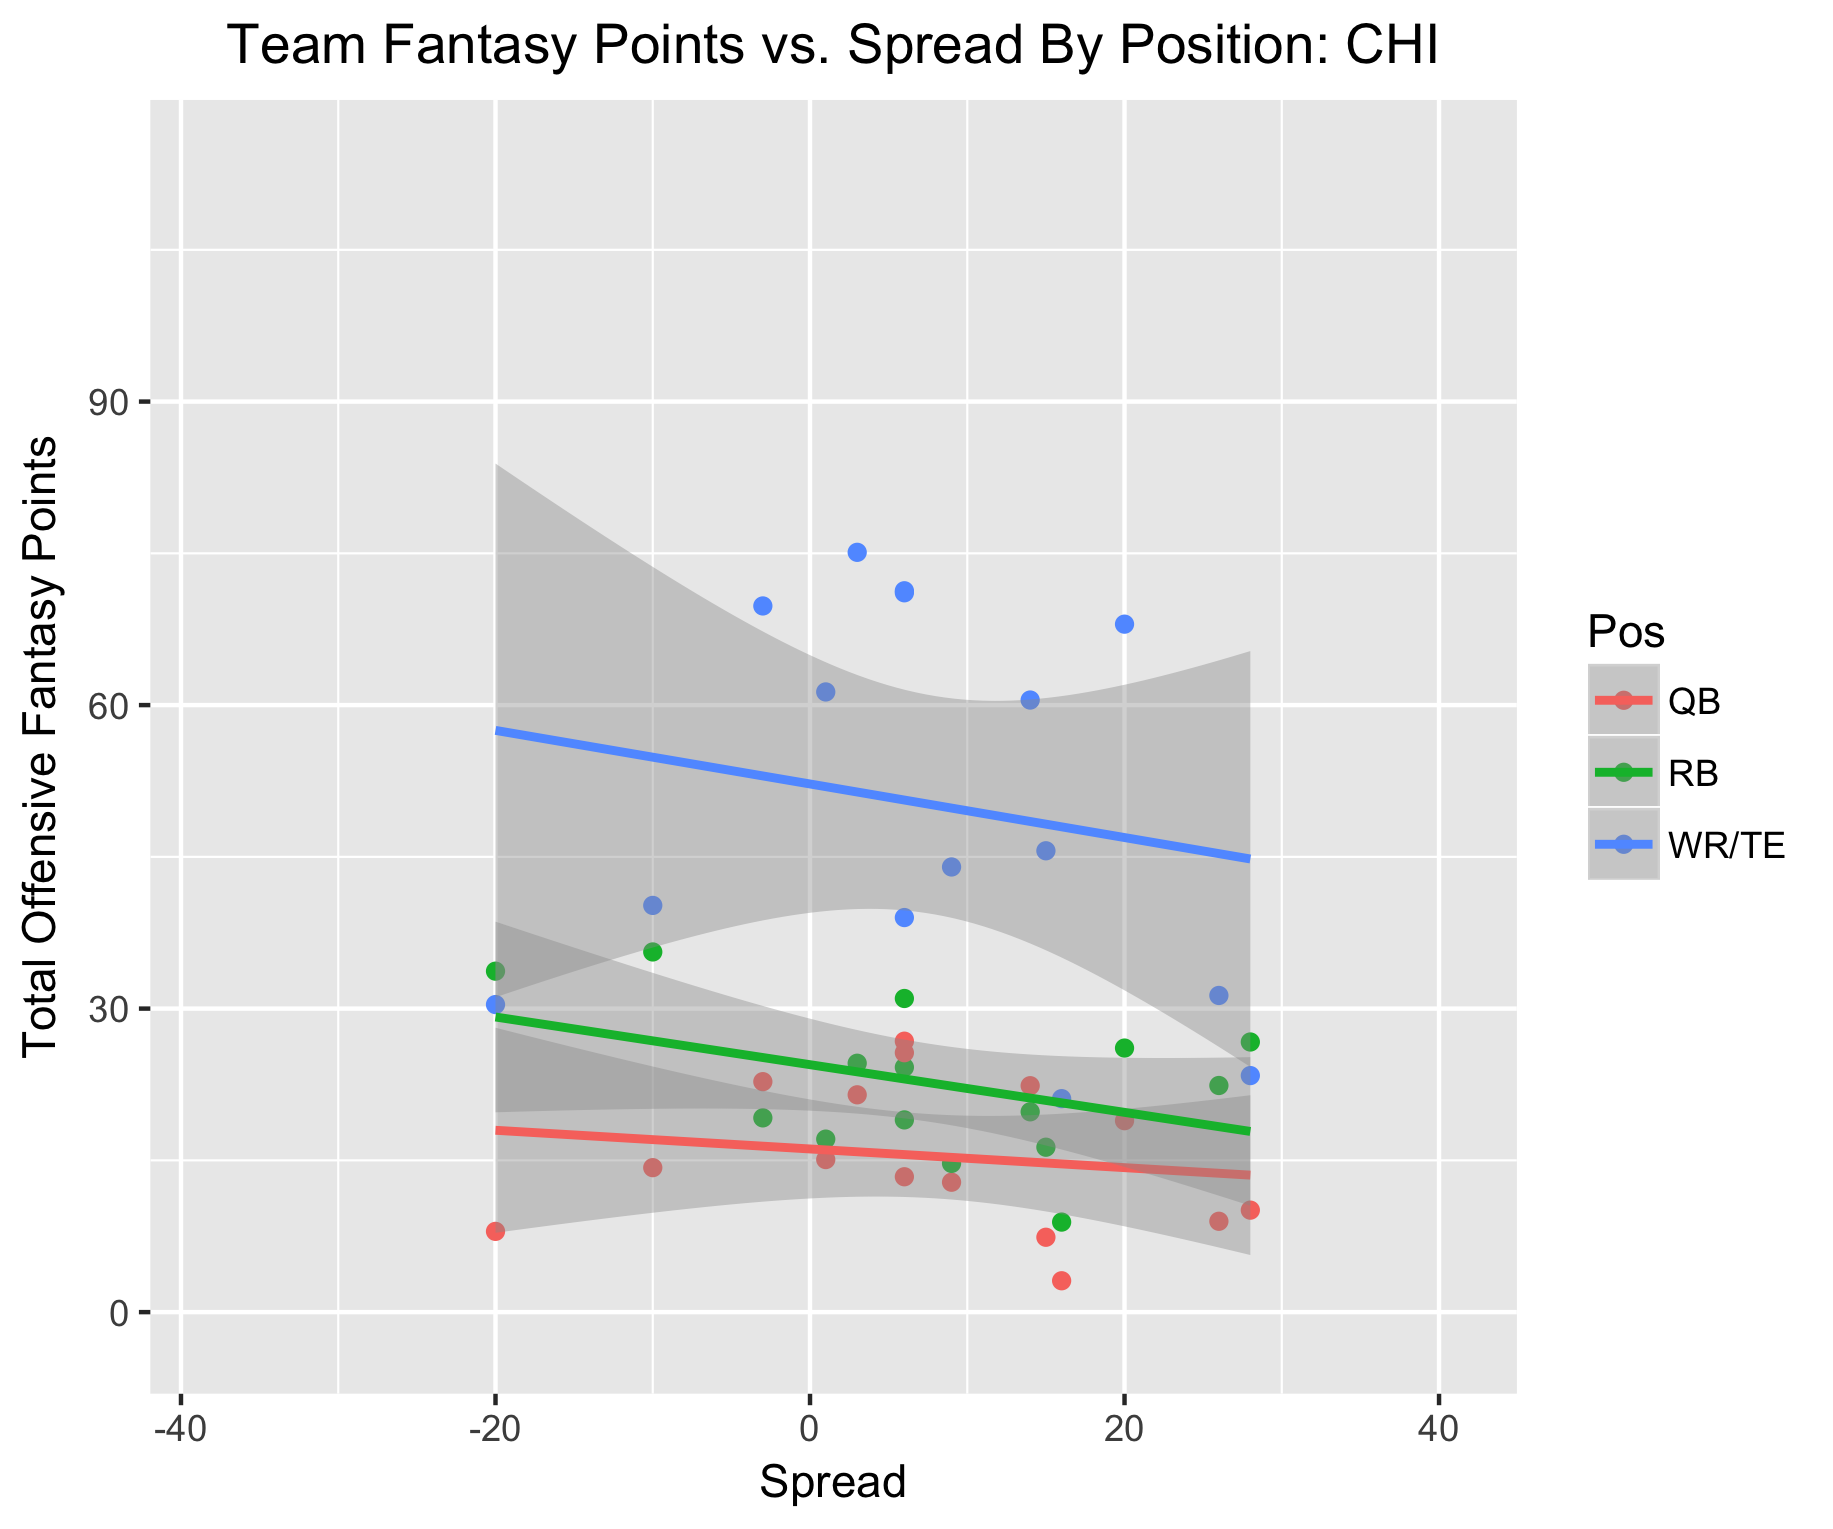 Team Fantasy Points vs. Spread By Position: CHI
Total Offensive Fantasy Points
90
60
30
0
-40
-20
0
20
40
Spread
Pos
QB
RB
WR/TE